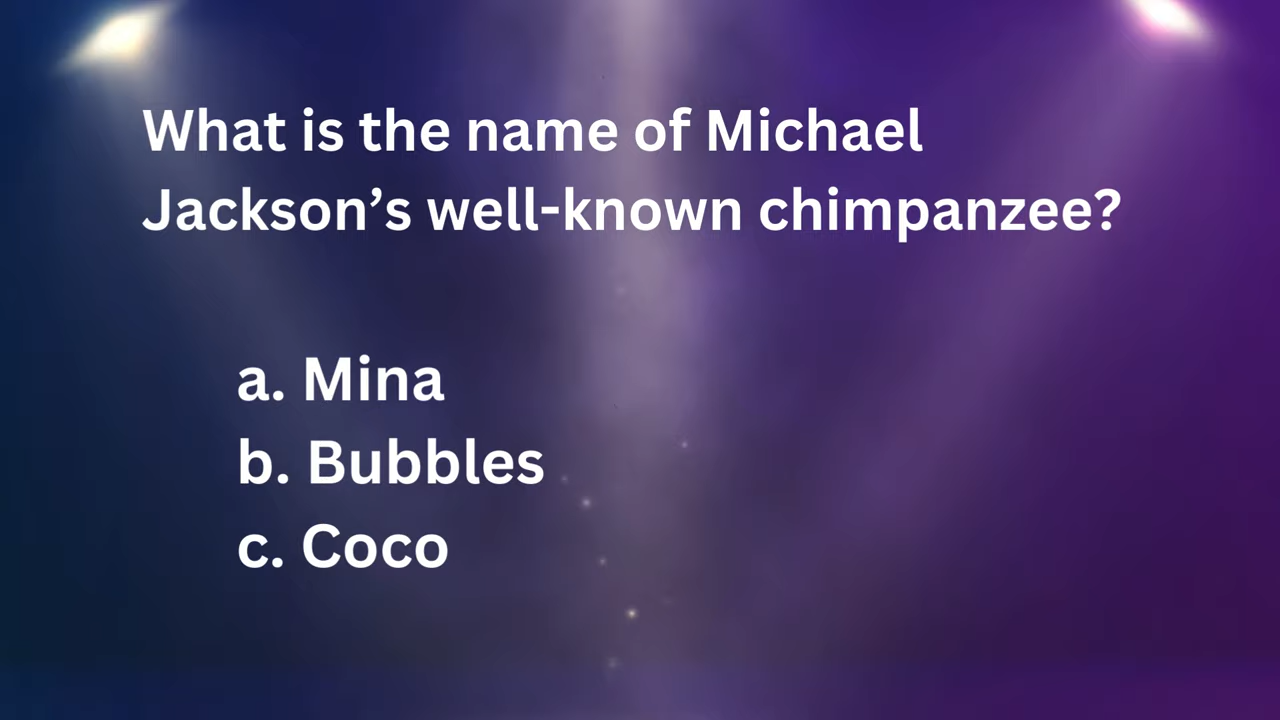 What is the name of Michael
Jackson’s well-known chimpanzee?
a. Mina
b. Bubbles
c. Coco